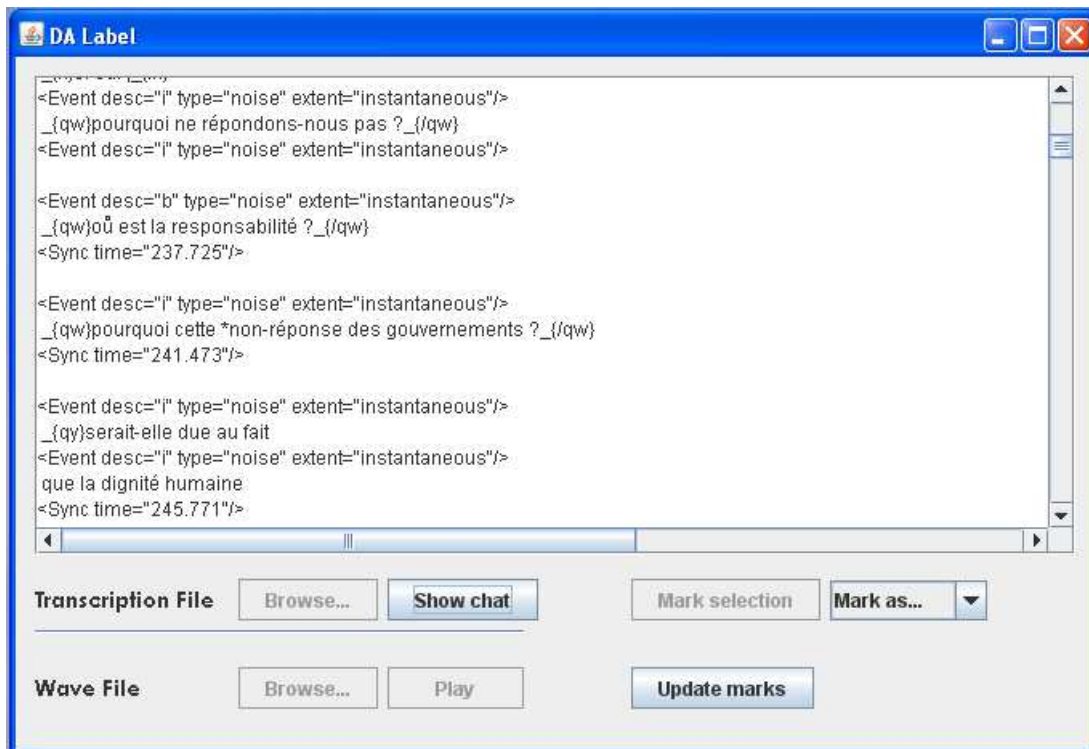 DA Label
<Event desc="i" type="noise" extent="instantaneous"/>
_{qw}pourquoi ne répondons-nous pas ?_{/qw}
<Event desc="i" type="noise" extent="instantaneous"/>
<Event desc="b" type="noise" extent="instantaneous"/>
_{qw}oů est la responsabilité ?_{/qw}
<Sync time="237.725"/>
<Event desc="i" type="noise" extent="instantaneous"/>
_{qw}pourquoi cette *non-réponse des gouvernements ?_{/qw}
<Sync time="241.473"/>
<Event desc="i" type="noise" extent="instantaneous"/>
_{qy}serait-elle due au fait
<Event desc="i" type="noise" extent="instantaneous"/>
que la dignité humaine
<Sync time="245.771"/>
Transcription File Browse... Show chat Mark selection Mark as...
Wave File Browse... Play Update marks